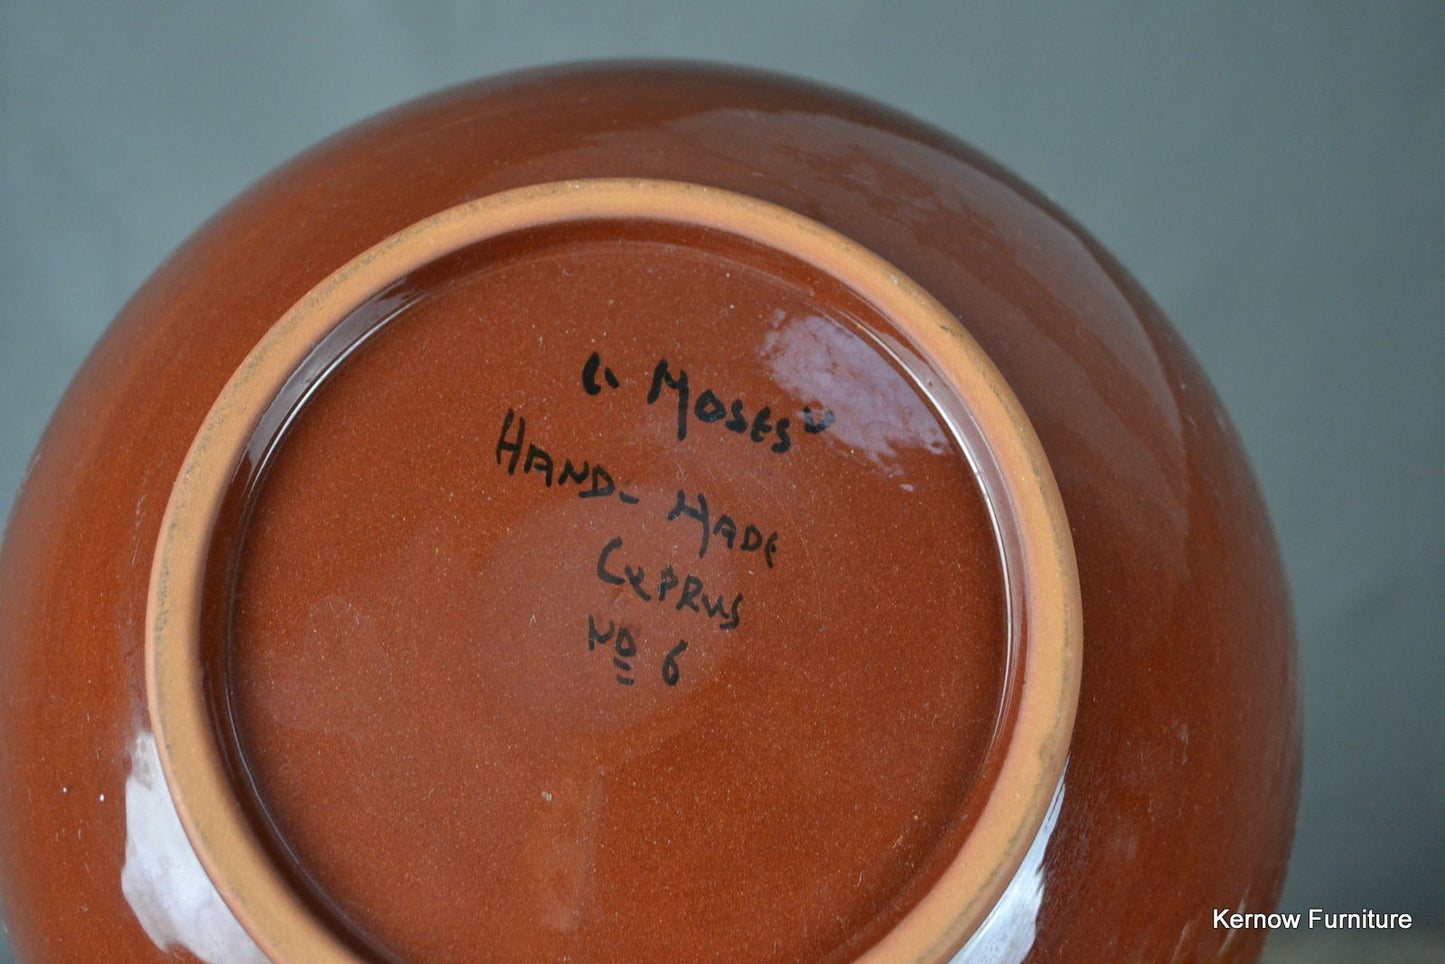 C. MOSES
HAND-MADE
CYPRUS
NO 6
Kernow Furniture